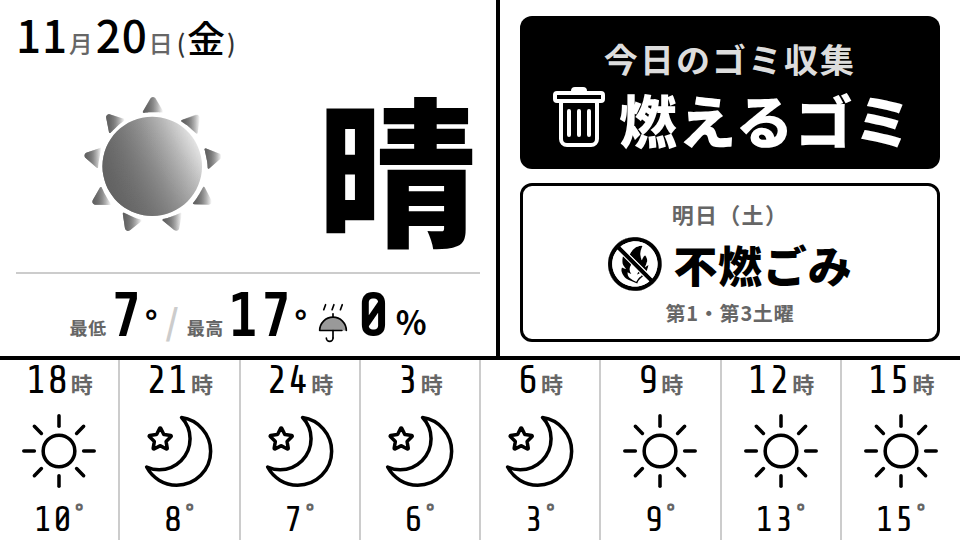 11月20日(金)
晴
最低 7° / 最高 17° 0%
今日のゴミ収集
燃えるゴミ
明日（土）
不燃ごみ
第1・第3土曜
18時 21時 24時 3時 6時 9時 12時 15時
10° 8° 7° 6° 3° 9° 13° 15°